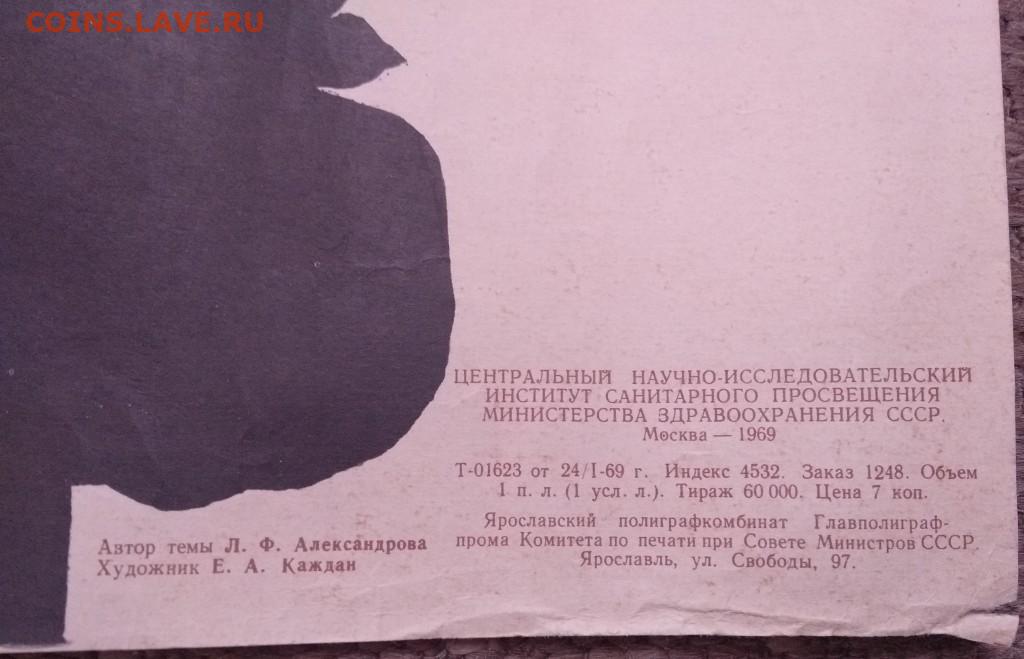 COINS.LAVE.RU
ЦЕНТРАЛЬНЫЙ НАУЧНО-ИССЛЕДОВАТЕЛЬСКИЙ
ИНСТИТУТ САНИТАРНОГО ПРОСВЕЩЕНИЯ
МИНИСТЕРСТВА ЗДРАВООХРАНЕНИЯ СССР.
Москва — 1969
Т-01623 от 24/I-69 г. Индекс 4532. Заказ 1248. Объем
1 п. л. (1 усл. л.). Тираж 60 000. Цена 7 коп.
Ярославский полиграфкомбинат Главполиграф-
прома Комитета по печати при Совете Министров СССР.
Ярославль, ул. Свободы, 97.
Автор темы Л. Ф. Александрова
Художник Е. А. Каждан